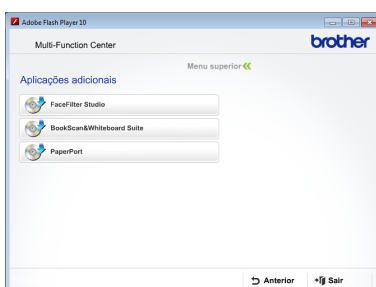 Adobe Flash Player 10
Multi-Function Center
brother
Menu superior
Aplicações adicionais
FaceFilter Studio
BookScan&Whiteboard Suite
PaperPort
Anterior
Sair